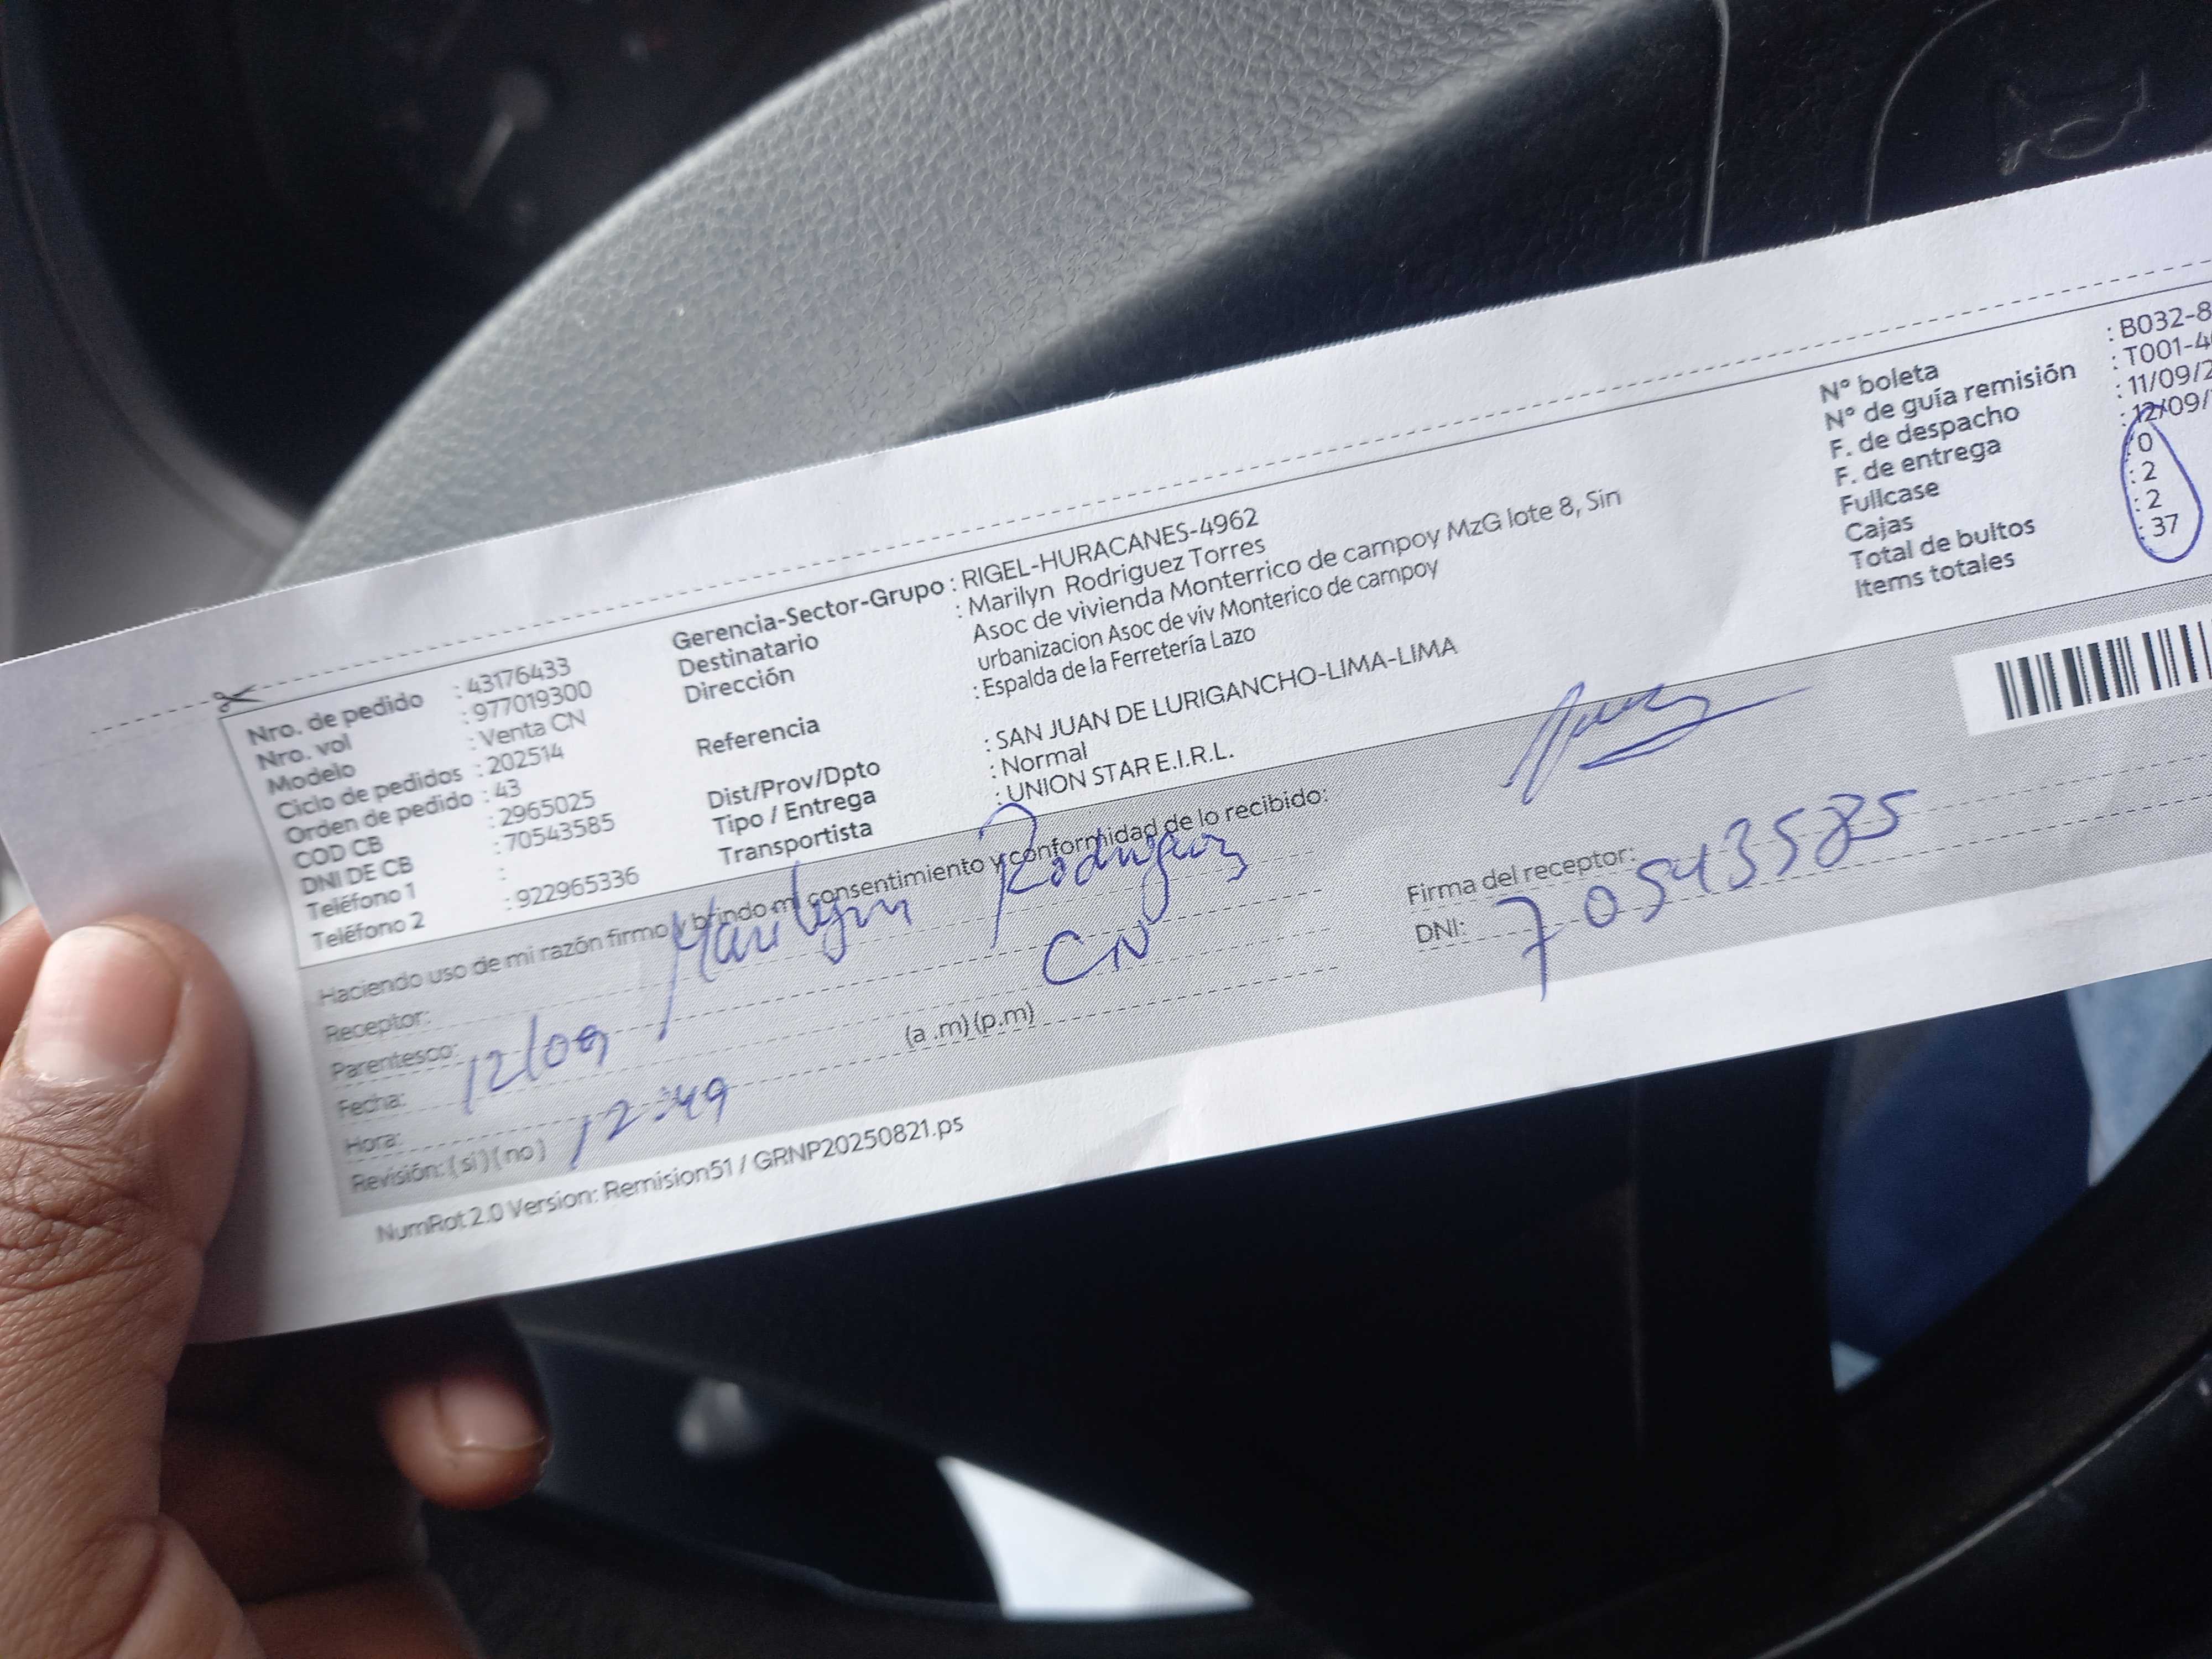 Nro. de pedido : 43176433
Nro. vol : 977019300
Modelo : Venta CN
Ciclo de pedidos : 202514
Orden de pedido : 43
COD CB : 2965025
DNI DE CB : 70543585
Teléfono 1 :
Teléfono 2 : 922965336
Gerencia-Sector-Grupo : RIGEL-HURACANES-4962
Destinatario : Marilyn Rodriguez Torres
Dirección Asoc de vivienda Monterrico de campoy MzG lote 8, Sin
urbanizacion Asoc de viv Monterico de campoy
Referencia : Espalda de la Ferretería Lazo
Dist/Prov/Dpto : SAN JUAN DE LURIGANCHO-LIMA-LIMA
Tipo / Entrega : Normal
Transportista : UNION STAR E.I.R.L.
N° boleta : B032-8
N° de guía remisión : T001-4
F. de despacho : 11/09/2
F. de entrega : 12/09/
Fullcase : 0
Cajas : 2
Total de bultos : 2
Items totales : 37
Haciendo uso de mi razón firmo y brindo mi consentimiento y conformidad de lo recibido:
Receptor: Marilyn Rodriguez
Parentesco: CN
Fecha: 12/09
Hora: 12:49 (a .m) (p.m)
Revisión: (si) (no)
Firma del receptor:
DNI: 70543585
NumRot 2.0 Version: Remision51 / GRNP20250821.ps